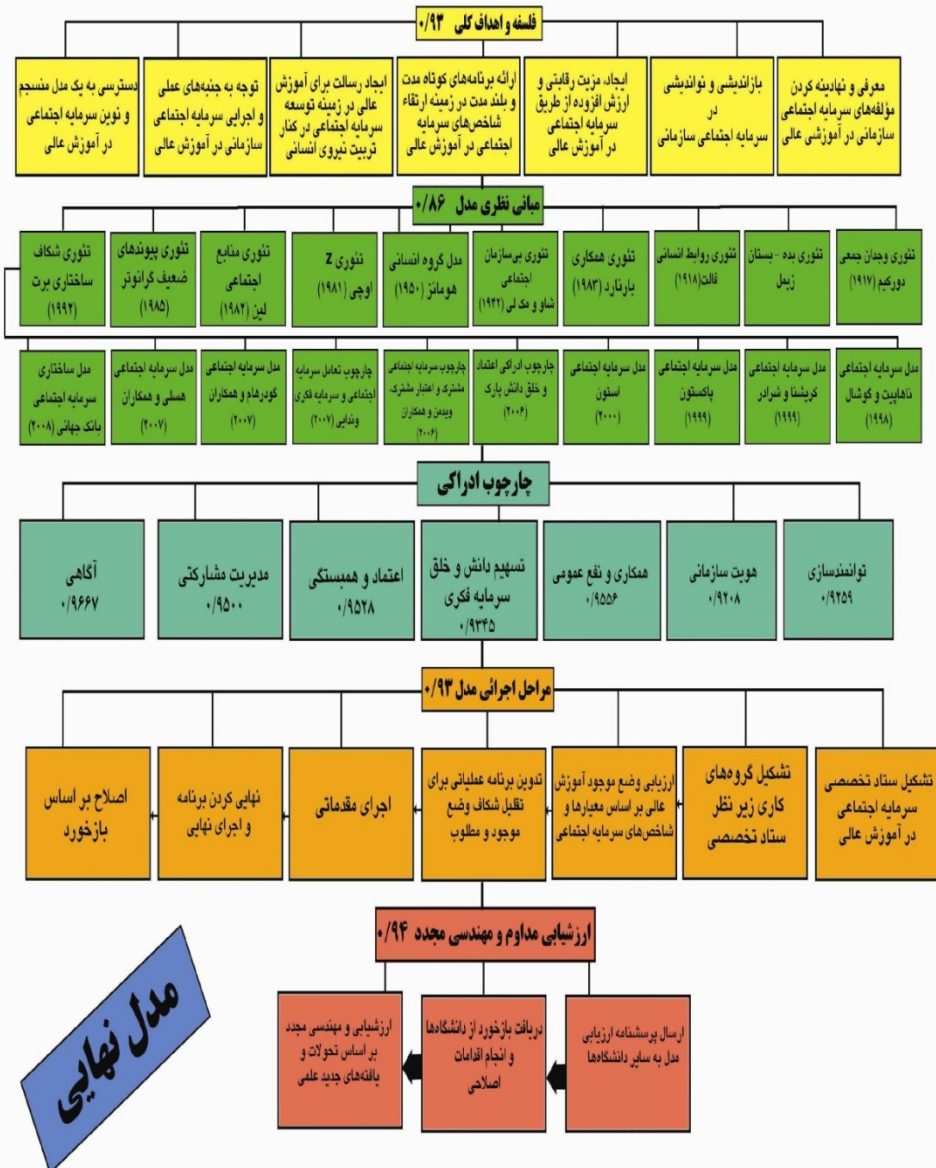 فلسفه و اهداف کلی ۰/۹۳
معرفی و نهادینه کردن
مؤلفه‌های سرمایه اجتماعی
سازمانی در آموزشی عالی
بازاندیشی و نواندیشی
در
سرمایه اجتماعی سازمانی
ایجاد، مزیت رقابتی و
ارزش افزوده از طریق
سرمایه اجتماعی
در آموزش عالی
ارائه برنامه‌های کوتاه مدت
و بلند مدت در زمینه ارتقاء
شاخص‌های سرمایه
اجتماعی در آموزش عالی
ایجاد رسالت برای آموزش
عالی در زمینه توسعه
سرمایه اجتماعی در کنار
تربیت نیروی انسانی
توجه به جنبه‌های عملی
و اجرایی سرمایه اجتماعی
سازمانی در آموزش عالی
دسترسی به یک مدل منسجم
و نوین سرمایه اجتماعی
در آموزش عالی
مبانی نظری مدل ۰/۸۶
تئوری وجدان جمعی
دورکیم (۱۹۱۷)
تئوری بده - بستان
زیمل
تئوری روابط انسانی
فالت(۱۹۱۸)
تئوری همکاری
بارنارد (۱۹۸۳)
تئوری بی‌سازمان
اجتماعی
شاو و مک لی (۱۹۴۲)
مدل گروه انسانی
هومانز (۱۹۵۰)
تئوری Z
اوچی (۱۹۸۱)
تئوری منابع
اجتماعی
لین (۱۹۸۲)
تئوری پیوندهای
ضعیف گرانوتر
(۱۹۸۵)
تئوری شکاف
ساختاری برت
(۱۹۹۲)
مدل سرمایه اجتماعی
ناهاپیت و گوشال
(۱۹۹۸)
مدل سرمایه اجتماعی
کریشنا و شرادر
(۱۹۹۹)
مدل سرمایه اجتماعی
پاکستون
(۱۹۹۹)
مدل سرمایه اجتماعی
استون
(۲۰۰۰)
چارچوب ادراکی اعتماد
و خلق دانش پارک
(۲۰۰۶)
چارچوب سرمایه اجتماعی
مشترک و اعتبار مشترک،
ویدمن و همکاران
(۲۰۰۶)
چارچوب تعامل سرمایه
اجتماعی و سرمایه فکری
وندایی (۲۰۰۷)
مدل سرمایه اجتماعی
گودرهام و همکاران
(۲۰۰۷)
مدل سرمایه اجتماعی
هسلی و همکاران
(۲۰۰۷)
مدل ساختاری
سرمایه اجتماعی
بانک جهانی (۲۰۰۸)
چارچوب ادراکی
توانمندسازی
۰/۹۲۵۹
هویت سازمانی
۰/۹۲۰۸
همکاری و نفع عمومی
۰/۹۵۵۶
تسهیم دانش و خلق
سرمایه فکری
۰/۹۳۴۵
اعتماد و همبستگی
۰/۹۵۲۸
مدیریت مشارکتی
۰/۹۵۰۰
آگاهی
۰/۹۶۶۷
مراحل اجرائی مدل ۰/۹۳
تشکیل ستاد تخصصی
سرمایه اجتماعی
در آموزش عالی
تشکیل گروه‌های
کاری زیر نظر
ستاد تخصصی
ارزیابی وضع موجود آموزش
عالی بر اساس معیارها و
شاخص‌های سرمایه اجتماعی
تدوین برنامه عملیاتی برای
تقلیل شکاف وضع
موجود و مطلوب
اجرای مقدماتی
نهایی کردن برنامه
و اجرای نهایی
اصلاح بر اساس
بازخورد
ارزشیابی مداوم و مهندسی مجدد ۰/۹۴
ارسال پرسشنامه ارزیابی
مدل به سایر دانشگاه‌ها
دریافت بازخورد از دانشگاه‌ها
و انجام اقدامات
اصلاحی
ارزشیابی و مهندسی مجدد
بر اساس تحولات و
یافته‌های جدید علمی
مدل نهایی